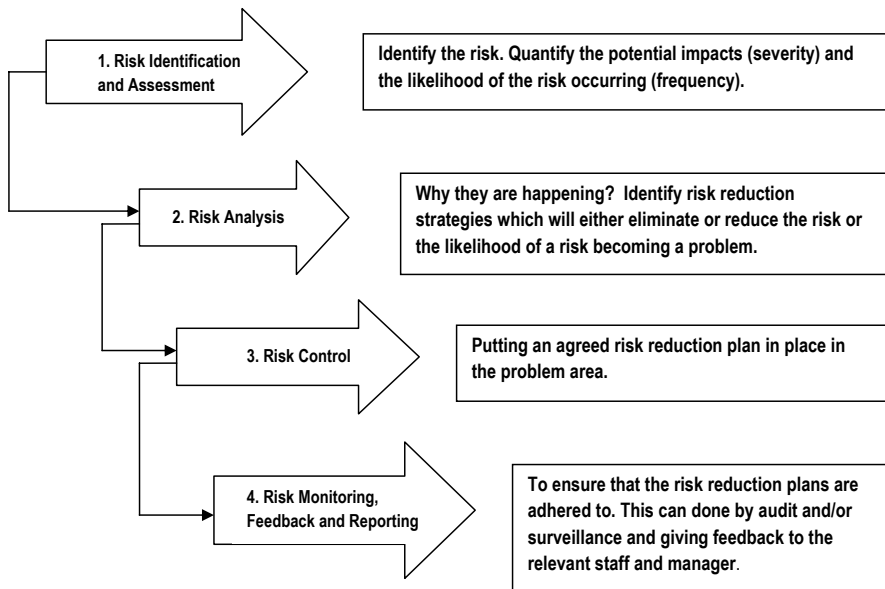 1. Risk Identification
and Assessment
Identify the risk. Quantify the potential impacts (severity) and
the likelihood of the risk occurring (frequency).
2. Risk Analysis
Why they are happening?  Identify risk reduction
strategies which will either eliminate or reduce the risk or
the likelihood of a risk becoming a problem.
3. Risk Control
Putting an agreed risk reduction plan in place in
the problem area.
4. Risk Monitoring,
Feedback and Reporting
To ensure that the risk reduction plans are
adhered to. This can done by audit and/or
surveillance and giving feedback to the
relevant staff and manager.